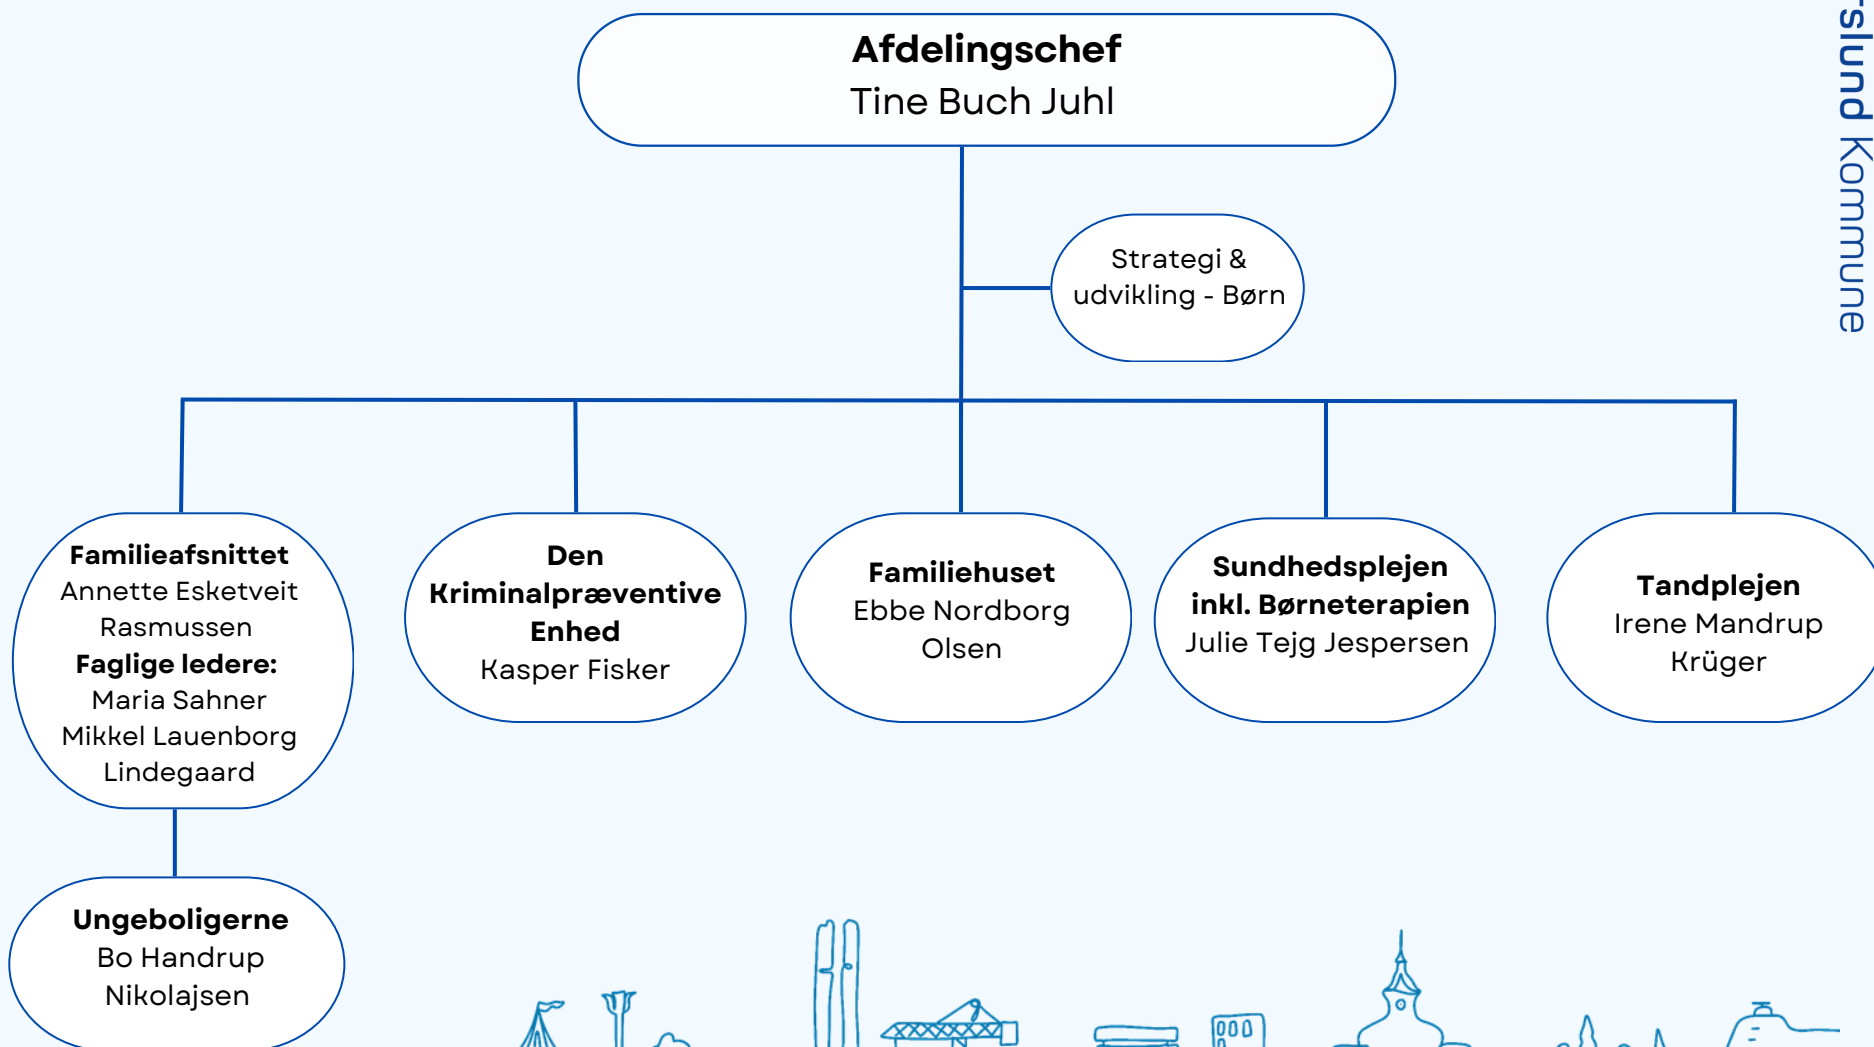 Afdelingschef
Tine Buch Juhl
slund Kommune
Strategi &
udvikling - Børn
Familieafsnittet
Annette Esketveit
Rasmussen
Faglige ledere:
Maria Sahner
Mikkel Lauenborg
Lindegaard
Den
Kriminalpræventive
Enhed
Kasper Fisker
Familiehuset
Ebbe Nordborg
Olsen
Sundhedsplejen
inkl. Børneterapien
Julie Tejg Jespersen
Tandplejen
Irene Mandrup
Krüger
Ungeboligerne
Bo Handrup
Nikolajsen